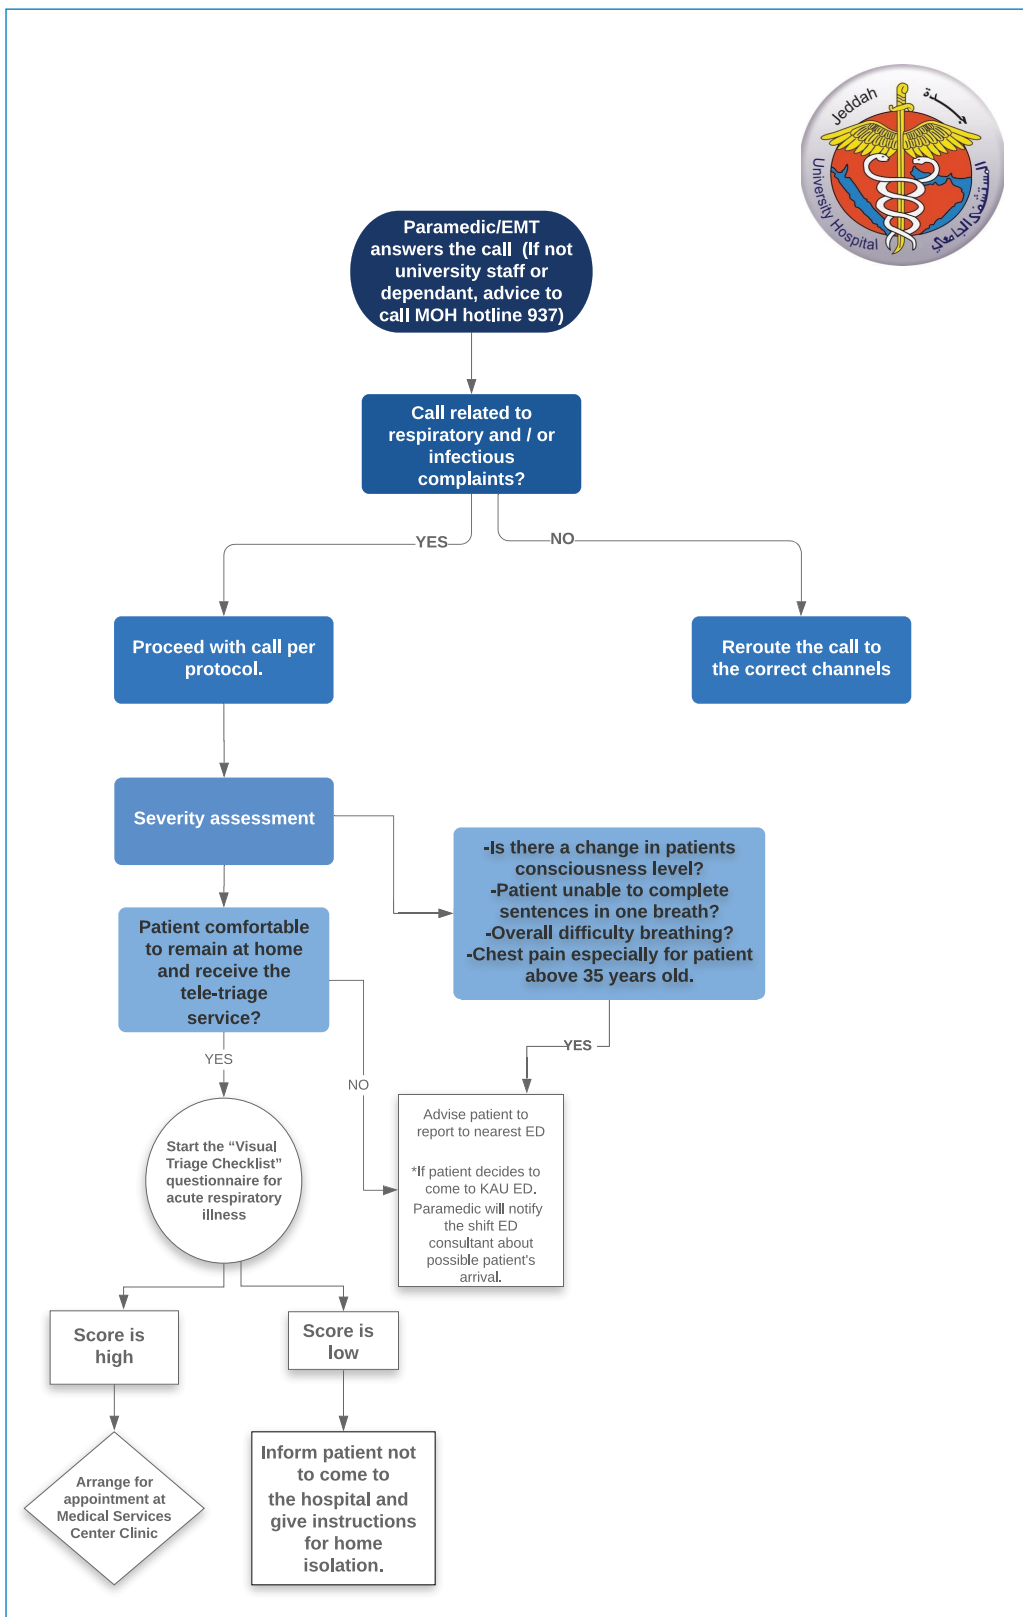 Jeddah
جـــدة
University Hospital
المستشفى الجامعي
Paramedic/EMT
answers the call (If not
university staff or
dependant, advice to
call MOH hotline 937)
Call related to
respiratory and / or
infectious
complaints?
YES
NO
Proceed with call per
protocol.
Reroute the call to
the correct channels
Severity assessment
-Is there a change in patients
consciousness level?
-Patient unable to complete
sentences in one breath?
-Overall difficulty breathing?
-Chest pain especially for patient
above 35 years old.
Patient comfortable
to remain at home
and receive the
tele-triage
service?
YES
YES
NO
Advise patient to
report to nearest ED
*If patient decides to
come to KAU ED.
Paramedic will notify
the shift ED
consultant about
possible patient's
arrival.
Start the “Visual
Triage Checklist”
questionnaire for
acute respiratory
illness
Score is
high
Score is
low
Arrange for
appointment at
Medical Services
Center Clinic
Inform patient not
to come to
the hospital and
give instructions
for home
isolation.